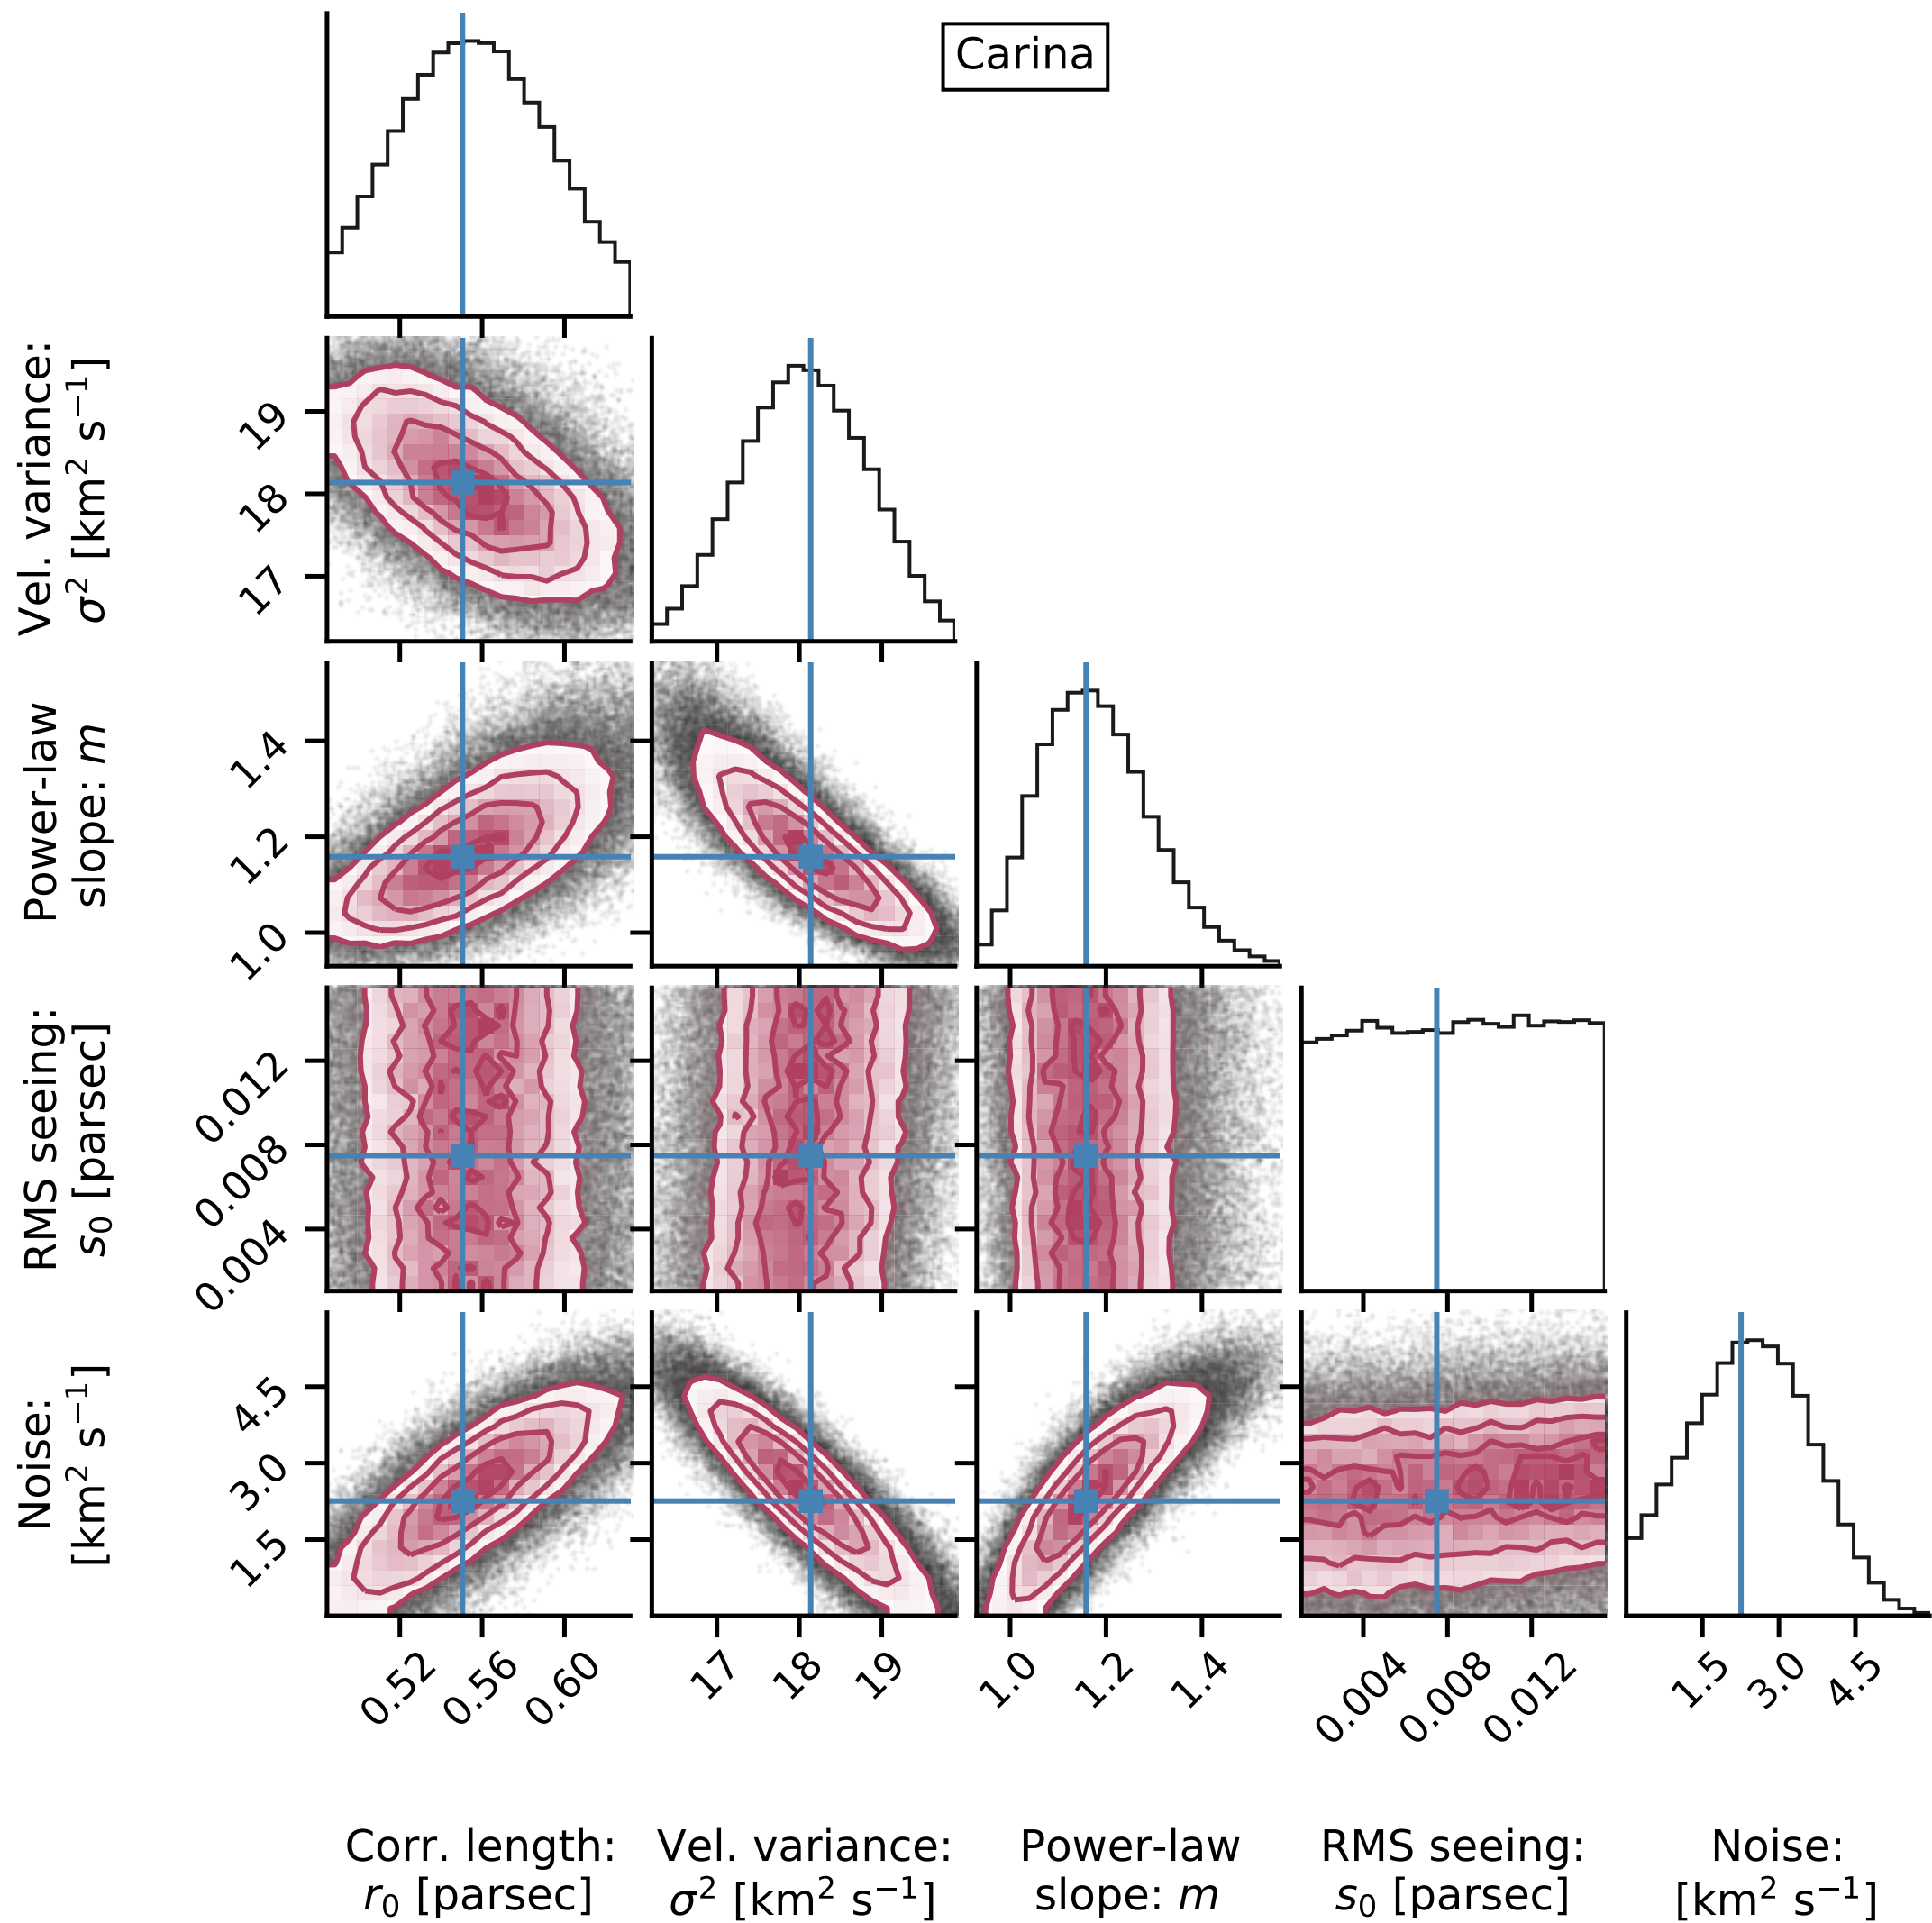 Carina
Vel. variance:
σ² [km² s⁻¹]
19
18
17
Power-law
slope: m
1.4
1.2
1.0
RMS seeing:
s₀ [parsec]
0.012
0.008
0.004
Noise:
[km² s⁻¹]
4.5
3.0
1.5
0.52 0.56 0.60 17 18 19 1.0 1.2 1.4 0.004 0.008 0.012 1.5 3.0 4.5
Corr. length: Vel. variance: Power-law RMS seeing: Noise:
r₀ [parsec] σ² [km² s⁻¹] slope: m s₀ [parsec] [km² s⁻¹]